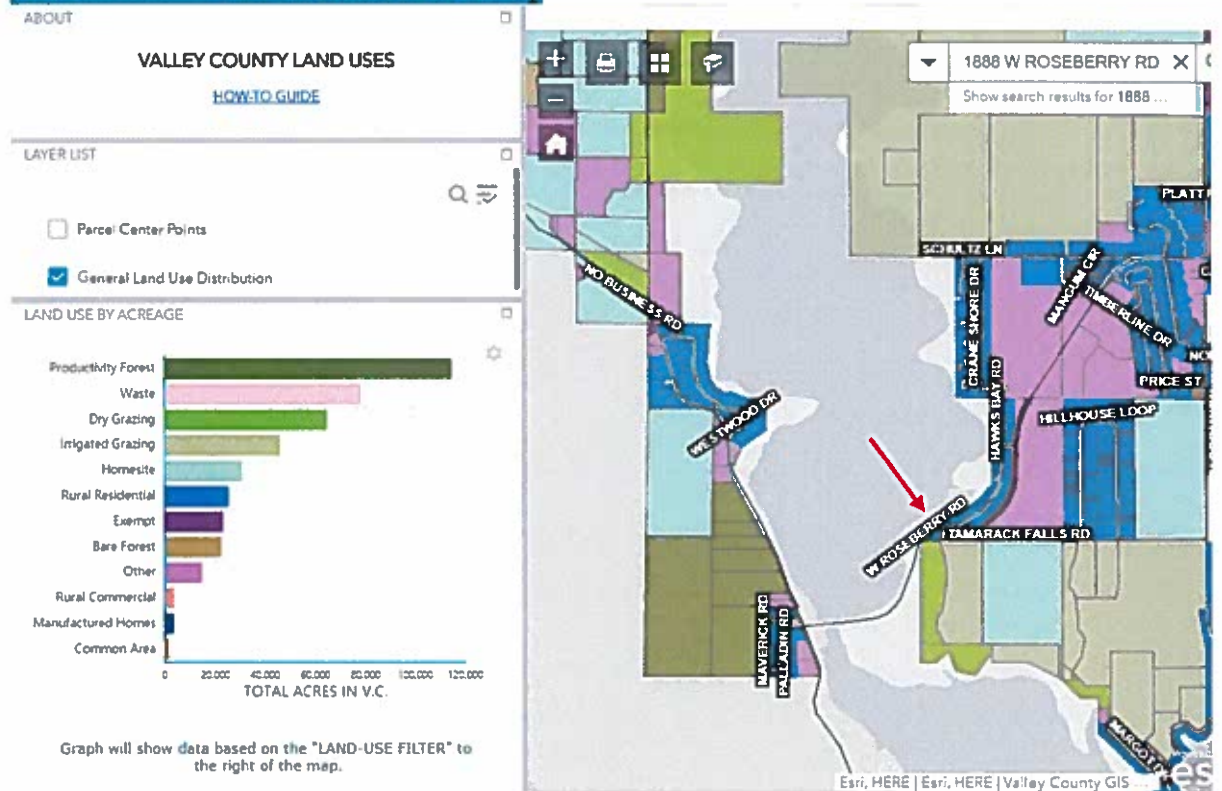 ABOUT
VALLEY COUNTY LAND USES
HOW-TO GUIDE
LAYER LIST
Parcel Center Points
General Land Use Distribution
LAND USE BY ACREAGE
Productivity Forest
Waste
Dry Grazing
Irrigated Grazing
Homesite
Rural Residential
Exempt
Bare Forest
Other
Rural Commercial
Manufactured Homes
Common Area
0 20,000 40,000 60,000 80,000 100,000 120,000
TOTAL ACRES IN V.C.
Graph will show data based on the "LAND-USE FILTER" to
the right of the map.
1888 W ROSEBERRY RD
Show search results for 1888 ...
PLATT
SCHULTZ LN
NO BUSINESS RD
CRANE SHORE DR
MANGUM CIR
TIMBERLINE DR
PRICE ST
HAWKS BAY RD
HILLHOUSE LOOP
WESTWOOD DR
W ROSEBERRY RD
TAMARACK FALLS RD
MAVERICK RD
PALLADIN RD
MARGOT
esri
Esri, HERE | Esri, HERE | Valley County GIS ...